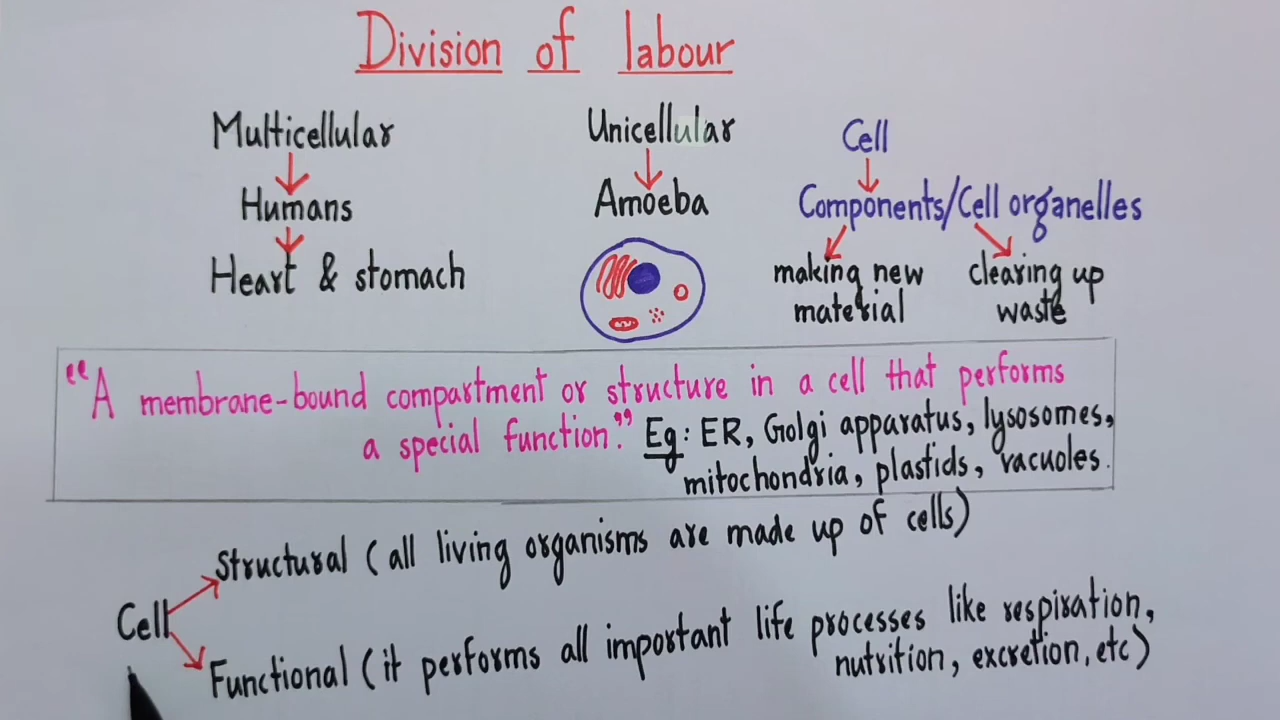 Division of labour
Multicellular
Humans
Heart & stomach
Unicellular
Amoeba
Cell
Components/Cell organelles
making new
material
clearing up
waste
"A membrane-bound compartment or structure in a cell that performs
a special function." Eg: ER, Golgi apparatus, lysosomes,
mitochondria, plastids, vacuoles.
Cell
Structural (all living organisms are made up of cells)
Functional (it performs all important life processes like respiration,
nutrition, excretion, etc)